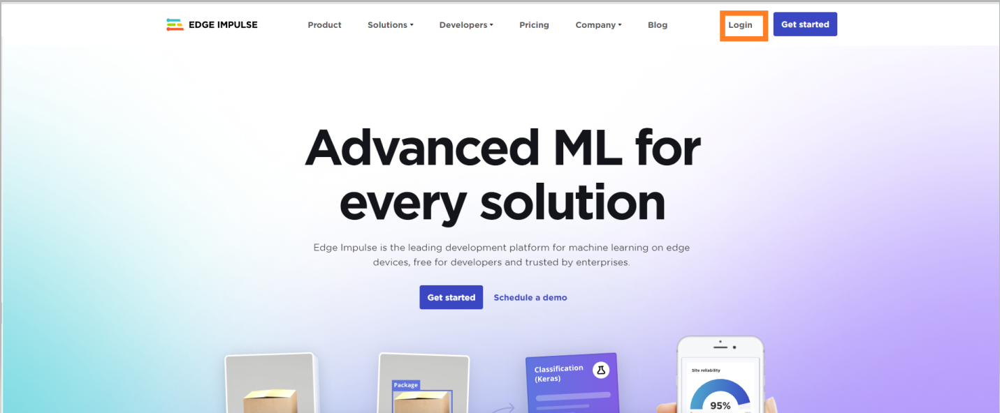 EDGE IMPULSE
Product
Solutions
Developers
Pricing
Company
Blog
Login
Get started
Advanced ML for
every solution
Edge Impulse is the leading development platform for machine learning on edge
devices, free for developers and trusted by enterprises.
Get started
Schedule a demo
Package
Classification
(Keras)
Site reliability
95%